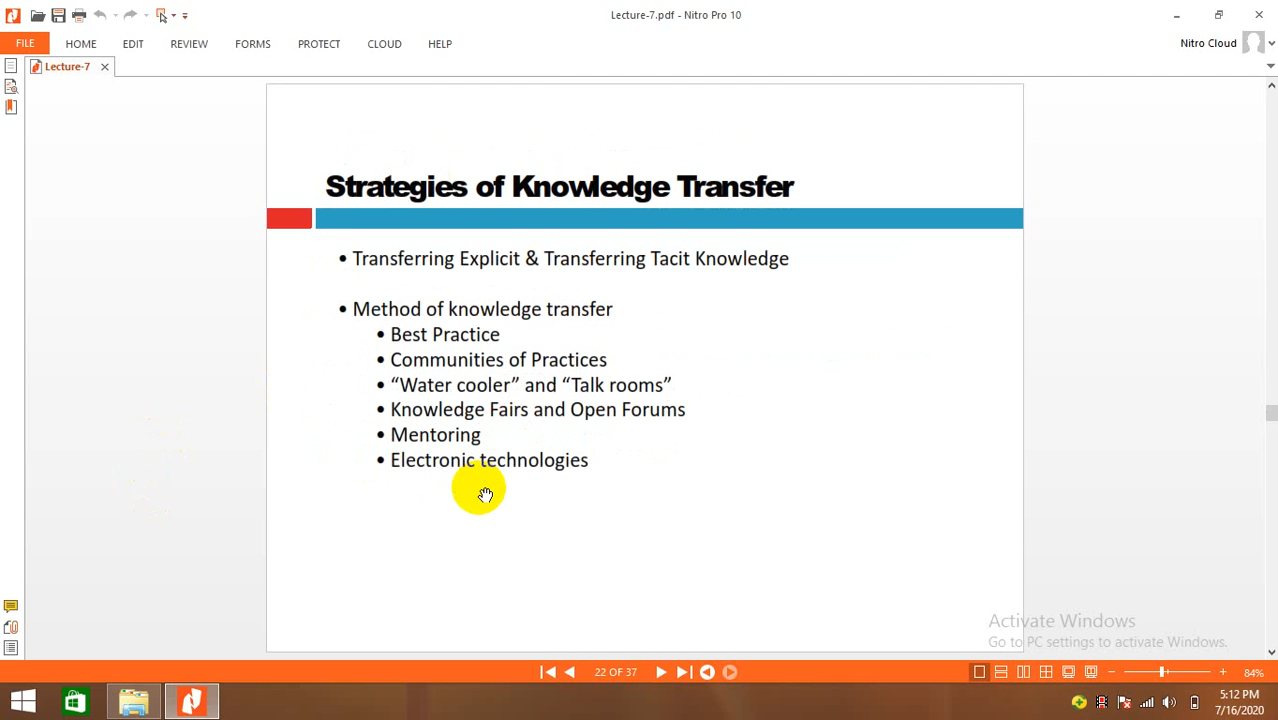 Lecture-7.pdf - Nitro Pro 10
FILE HOME EDIT REVIEW FORMS PROTECT CLOUD HELP Nitro Cloud
Lecture-7
Strategies of Knowledge Transfer
• Transferring Explicit & Transferring Tacit Knowledge
• Method of knowledge transfer
• Best Practice
• Communities of Practices
• “Water cooler” and “Talk rooms”
• Knowledge Fairs and Open Forums
• Mentoring
• Electronic technologies
Activate Windows
Go to PC settings to activate Windows.
22 OF 37 84%
5:12 PM
7/16/2020